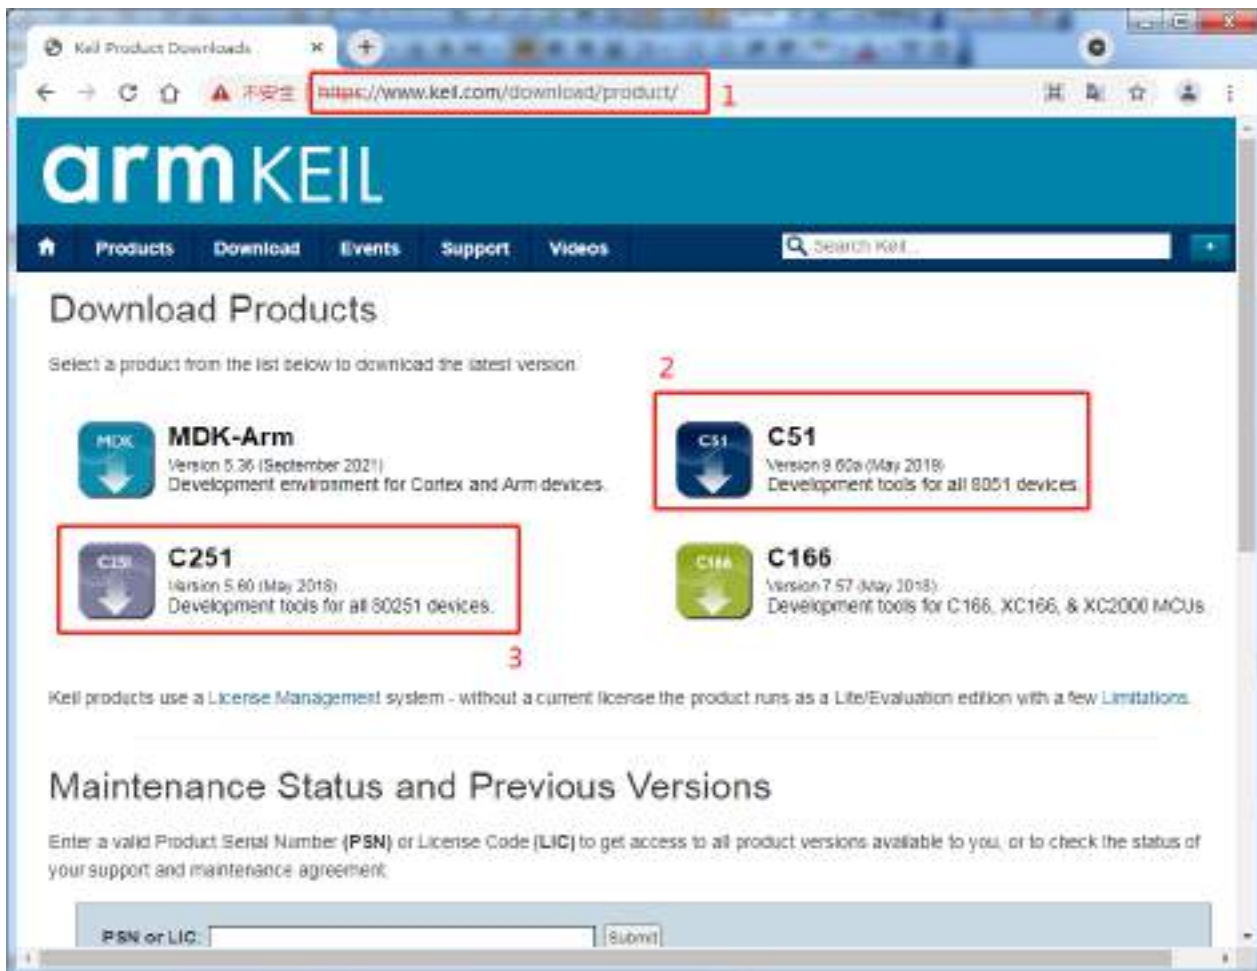 Keil Product Downloads
不安全 https://www.keil.com/download/product/ 1
arm KEIL
Products Download Events Support Videos Search Keil...
Download Products
Select a product from the list below to download the latest version.
2
MDK
MDK-Arm
Version 5.36 (September 2021)
Development environment for Cortex and Arm devices.
C51
C51
Version 9.60a (May 2019)
Development tools for all 8051 devices.
C251
C251
Version 5.60 (May 2018)
Development tools for all 80251 devices.
C166
C166
Version 7.57 (May 2018)
Development tools for C166, XC166, & XC2000 MCUs.
3
Keil products use a License Management system - without a current license the product runs as a Lite/Evaluation edition with a few Limitations.
Maintenance Status and Previous Versions
Enter a valid Product Serial Number (PSN) or License Code (LIC) to get access to all product versions available to you, or to check the status of
your support and maintenance agreement.
PSN or LIC: Submit